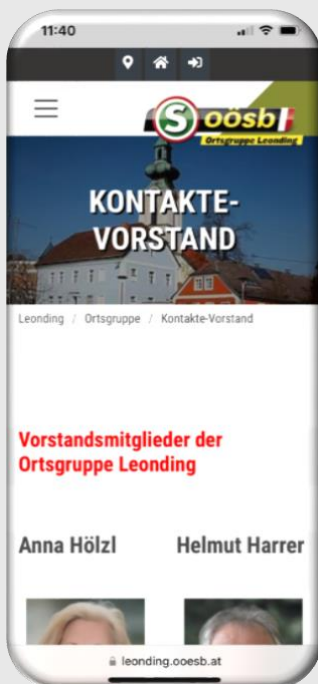 11:40
S oösb
Ortsgruppe Leonding
KONTAKTE-
VORSTAND
Leonding / Ortsgruppe / Kontakte-Vorstand
Vorstandsmitglieder der
Ortsgruppe Leonding
Anna Hölzl Helmut Harrer
leonding.ooesb.at